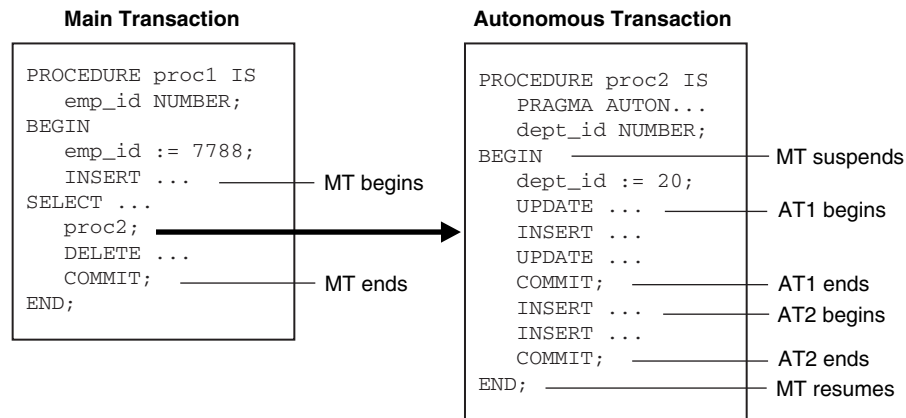 Main Transaction
PROCEDURE proc1 IS
emp_id NUMBER;
BEGIN
emp_id := 7788;
INSERT ... MT begins
SELECT ...
proc2;
DELETE ...
COMMIT; MT ends
END;
Autonomous Transaction
PROCEDURE proc2 IS
PRAGMA AUTON...
dept_id NUMBER;
BEGIN MT suspends
dept_id := 20;
UPDATE ... AT1 begins
INSERT ...
UPDATE ...
COMMIT; AT1 ends
INSERT ... AT2 begins
INSERT ...
COMMIT; AT2 ends
END; MT resumes